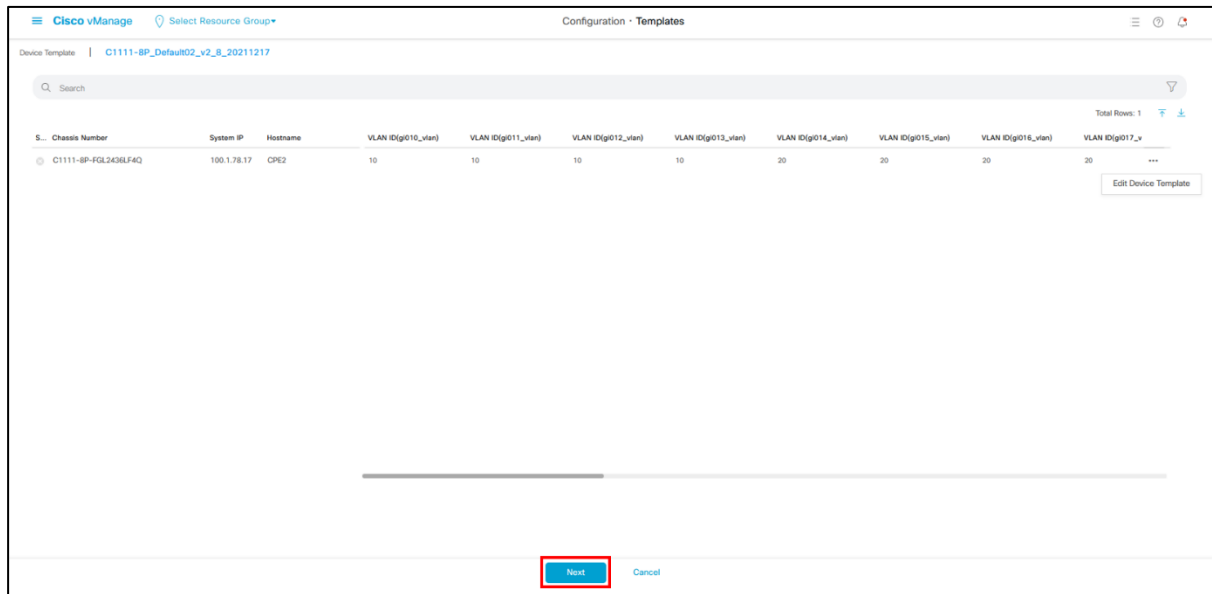 Cisco vManage Select Resource Group Configuration · Templates
Device Template | C1111-8P_Default02_v2_8_20211217
Search
Total Rows: 1
S... Chassis Number System IP Hostname VLAN ID(gi010_vlan) VLAN ID(gi011_vlan) VLAN ID(gi012_vlan) VLAN ID(gi013_vlan) VLAN ID(gi014_vlan) VLAN ID(gi015_vlan) VLAN ID(gi016_vlan) VLAN ID(gi017_v
C1111-8P-FGL2436LF4Q 100.1.78.17 CPE2 10 10 10 10 20 20 20 20 ...
Edit Device Template
Next Cancel